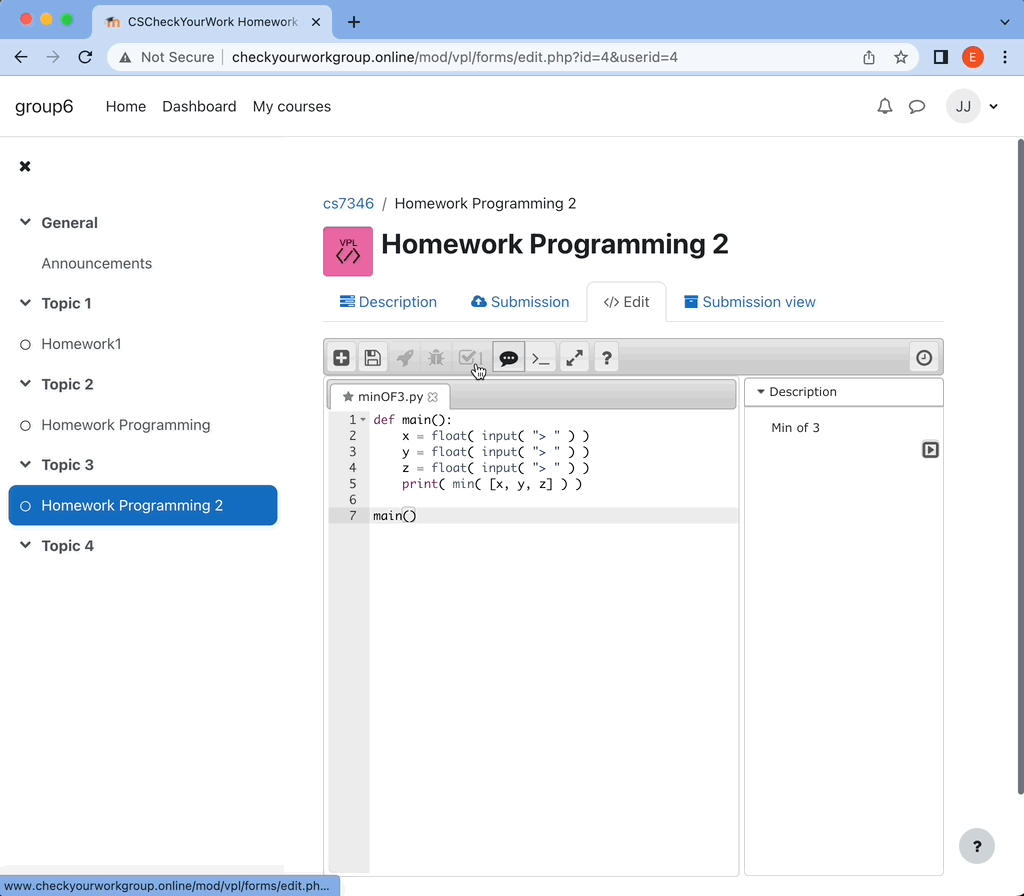 CSCheckYourWork Homework
Not Secure
checkyourworkgroup.online/mod/vpl/forms/edit.php?id=4&userid=4
E
group6
Home
Dashboard
My courses
JJ
General
Announcements
Topic 1
Homework1
Topic 2
Homework Programming
Topic 3
Homework Programming 2
Topic 4
cs7346 / Homework Programming 2
VPL
Homework Programming 2
Description
Submission
</> Edit
Submission view
?
minOF3.py
Description
Min of 3
1 def main():
2 x = float( input( "> " ) )
3 y = float( input( "> " ) )
4 z = float( input( "> " ) )
5 print( min( [x, y, z] ) )
6
7 main()
?
www.checkyourworkgroup.online/mod/vpl/forms/edit.ph...